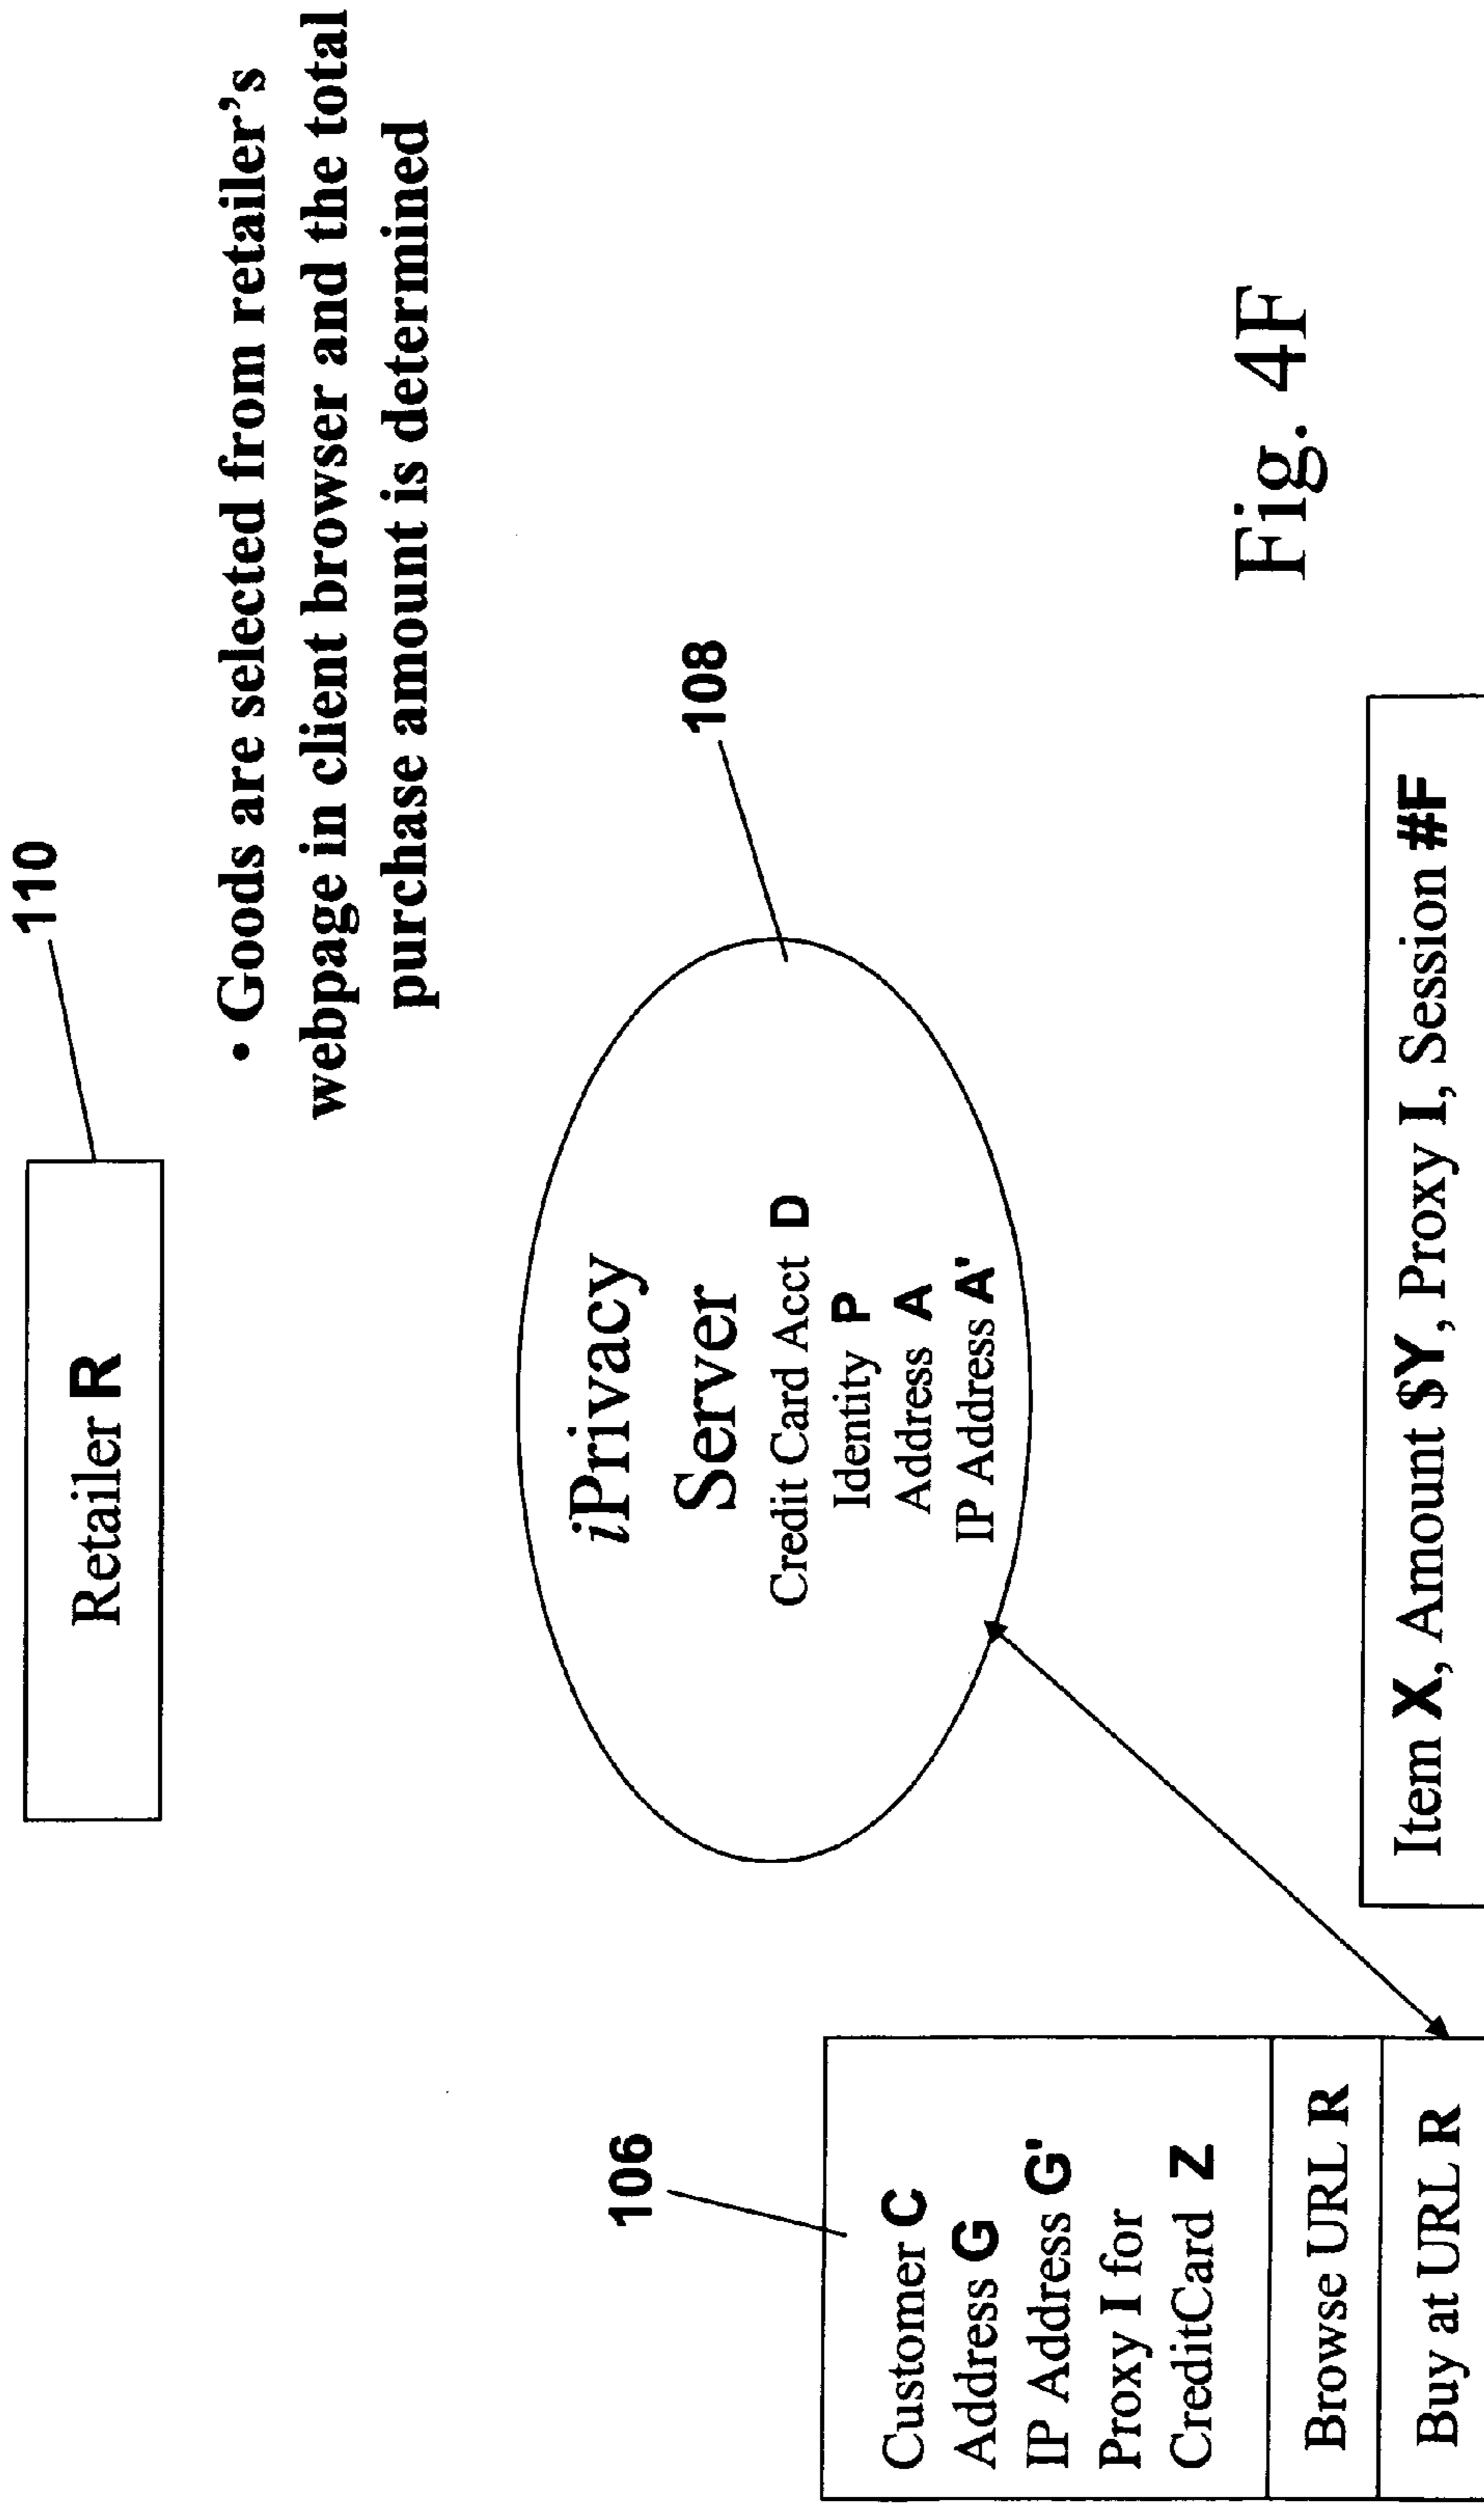 110
Retailer R
• Goods are selected from retailer's
webpage in client browser and the total
purchase amount is determined
108
iPrivacy
Server
Credit Card Acct D
Identity P
Address A
IP Address A'
106
Customer C
Address G
IP Address G'
Proxy I for
CreditCard Z
Browse URL R
Buy at URL R
Item X, Amount $Y, Proxy I, Session #F
Fig. 4F